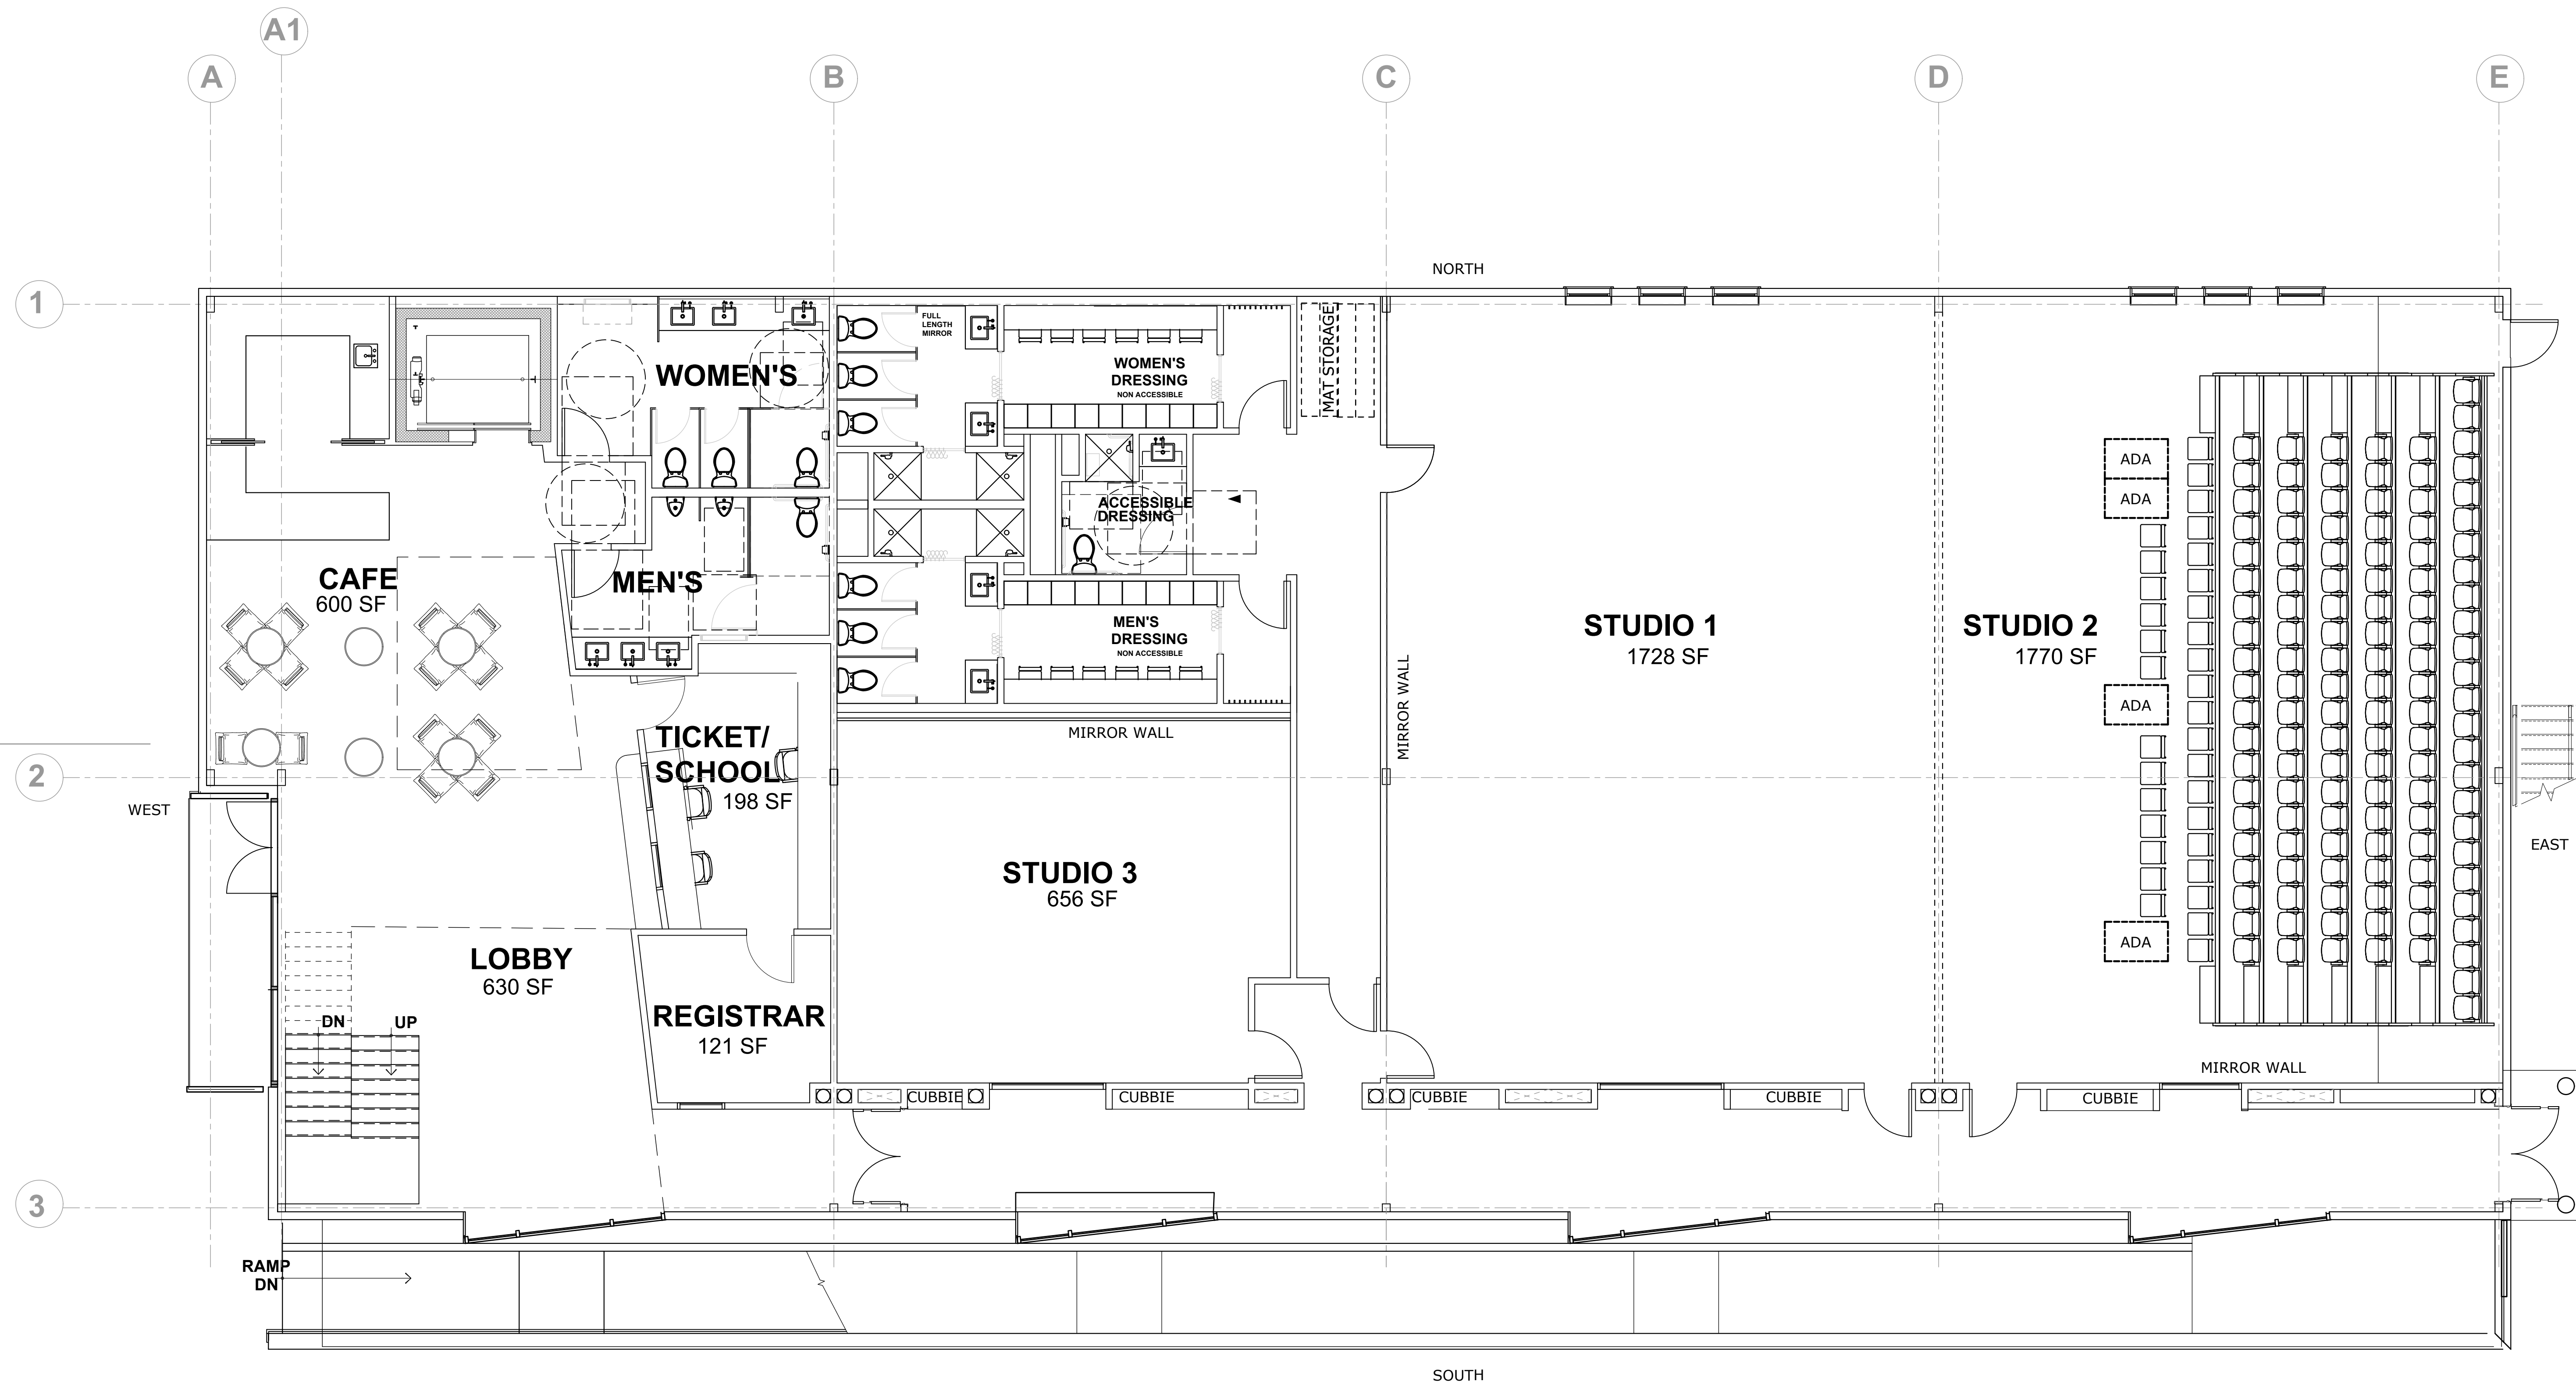 A1
A
B
C
D
E
NORTH
1
FULL
LENGTH
MIRROR
MAT STORAGE
WOMEN'S
WOMEN'S
DRESSING
NON ACCESSIBLE
ADA
ADA
ACCESSIBLE
DRESSING
CAFE
600 SF
MEN'S
MEN'S
DRESSING
NON ACCESSIBLE
STUDIO 1
1728 SF
STUDIO 2
1770 SF
MIRROR WALL
ADA
TICKET/
SCHOOL
198 SF
MIRROR WALL
2
WEST
EAST
STUDIO 3
656 SF
ADA
LOBBY
630 SF
DN
UP
REGISTRAR
121 SF
MIRROR WALL
CUBBIE
CUBBIE
CUBBIE
CUBBIE
CUBBIE
3
RAMP
DN
SOUTH